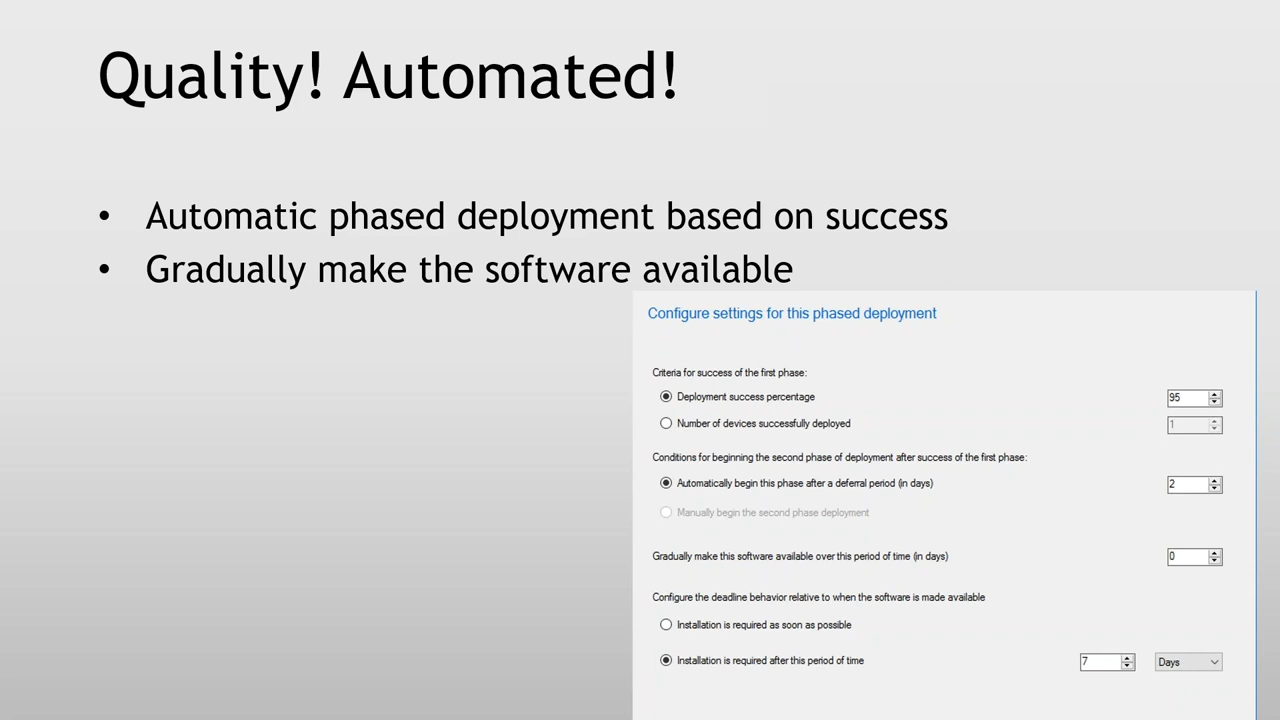 Quality! Automated!
• Automatic phased deployment based on success
• Gradually make the software available
Configure settings for this phased deployment
Criteria for success of the first phase:
Deployment success percentage 95
Number of devices successfully deployed 1
Conditions for beginning the second phase of deployment after success of the first phase:
Automatically begin this phase after a deferral period (in days) 2
Manually begin the second phase deployment
Gradually make this software available over this period of time (in days) 0
Configure the deadline behavior relative to when the software is made available
Installation is required as soon as possible
Installation is required after this period of time 7 Days